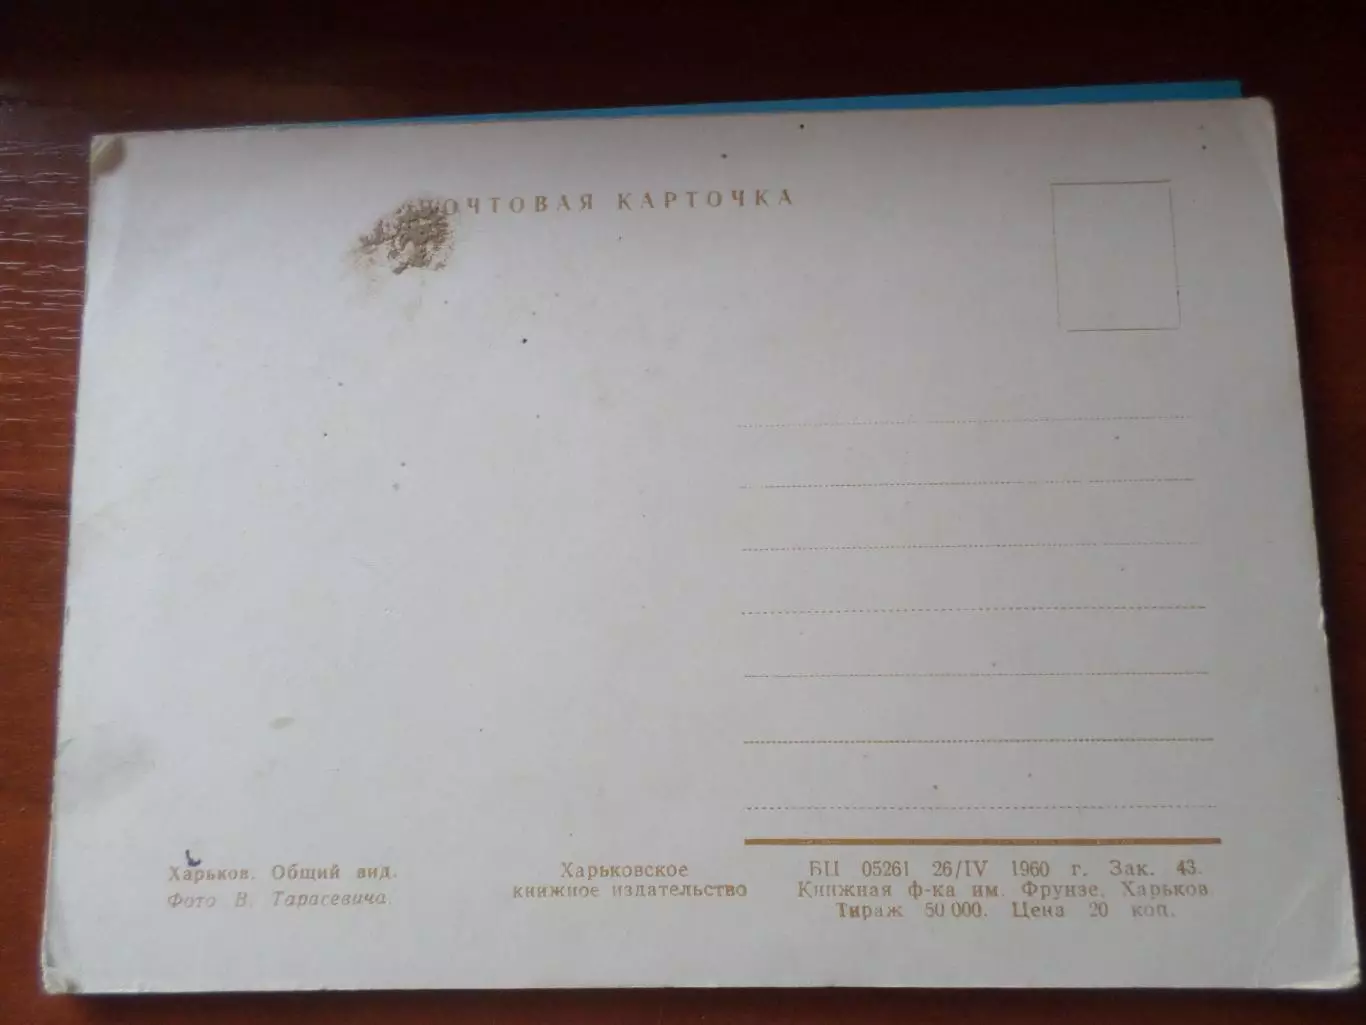 ПОЧТОВАЯ КАРТОЧКА
Харьков. Общий вид.
Фото В. Тарасевича.
Харьковское
книжное издательство
БЦ 05261 26/IV 1960 г. Зак. 43.
Книжная ф-ка им. Фрунзе, Харьков
Тираж 50 000. Цена 20 коп.